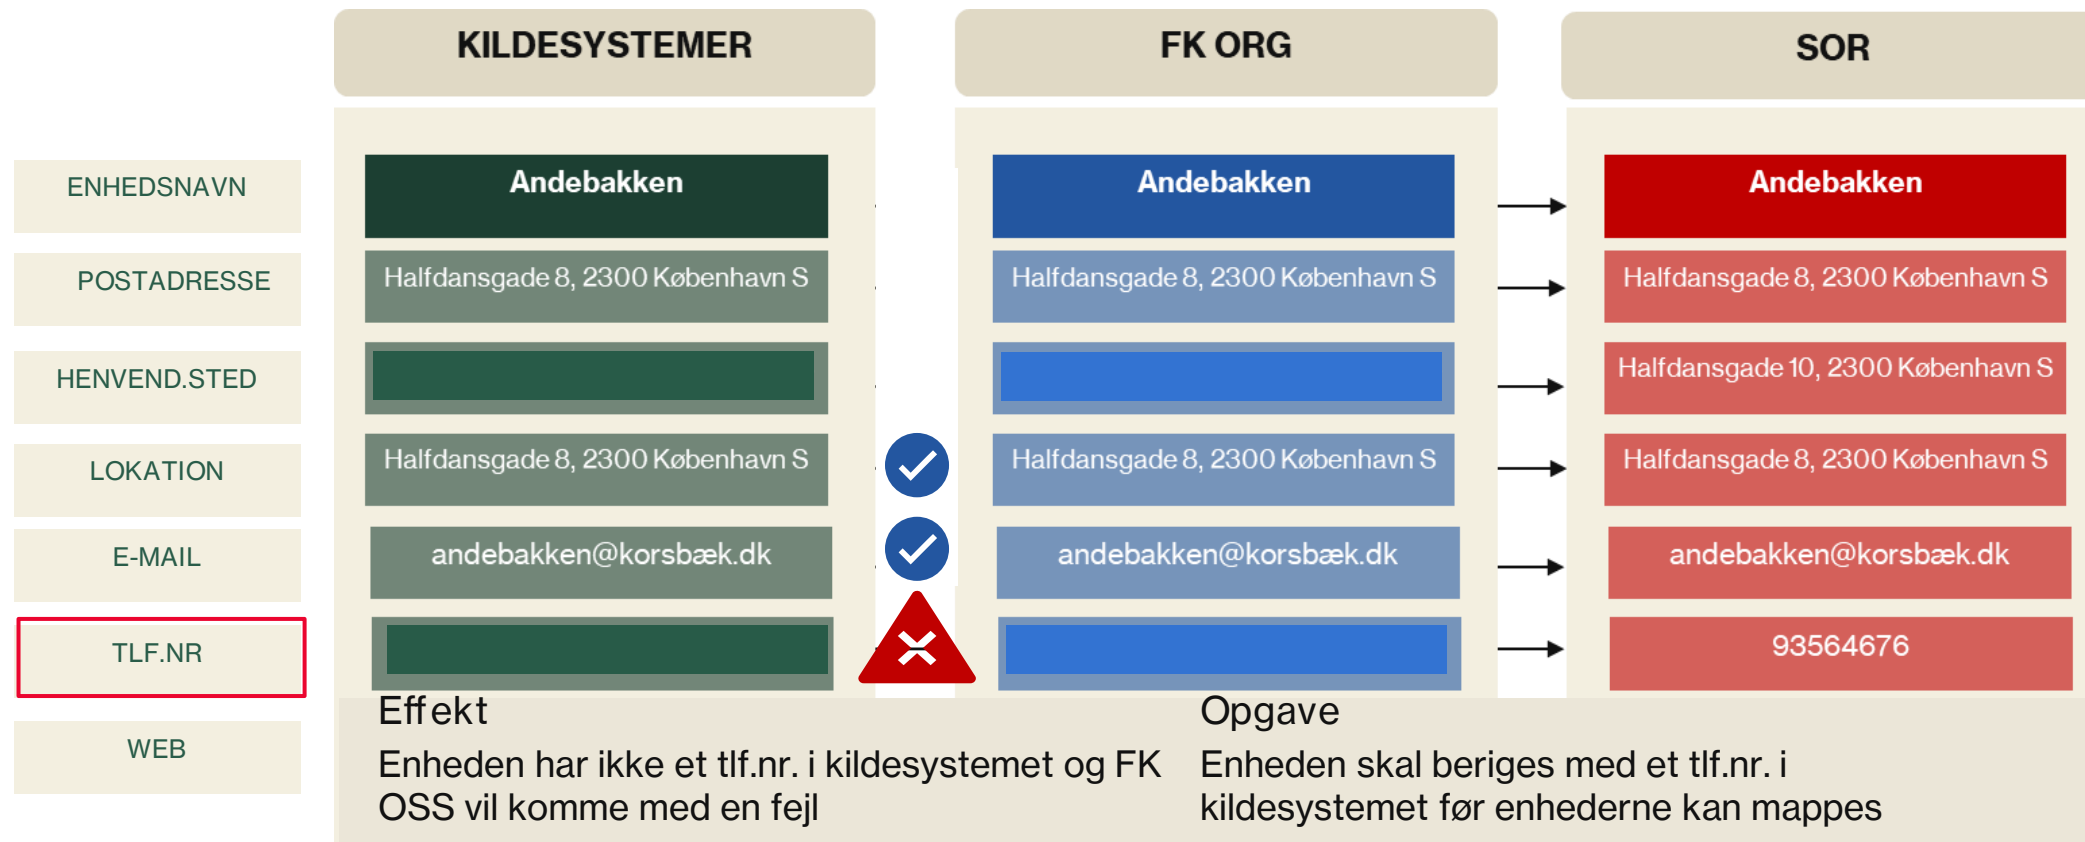 KILDESYSTEMER
FK ORG
SOR
ENHEDSNAVN
Andebakken
Andebakken
Andebakken
POSTADRESSE
Halfdansgade 8, 2300 København S
Halfdansgade 8, 2300 København S
Halfdansgade 8, 2300 København S
HENVEND.STED
Halfdansgade 10, 2300 København S
LOKATION
Halfdansgade 8, 2300 København S
Halfdansgade 8, 2300 København S
Halfdansgade 8, 2300 København S
E-MAIL
andebakken@korsbæk.dk
andebakken@korsbæk.dk
andebakken@korsbæk.dk
TLF.NR
93564676
WEB
Effekt
Enheden har ikke et tlf.nr. i kildesystemet og FK
OSS vil komme med en fejl
Opgave
Enheden skal beriges med et tlf.nr. i
kildesystemet før enhederne kan mappes